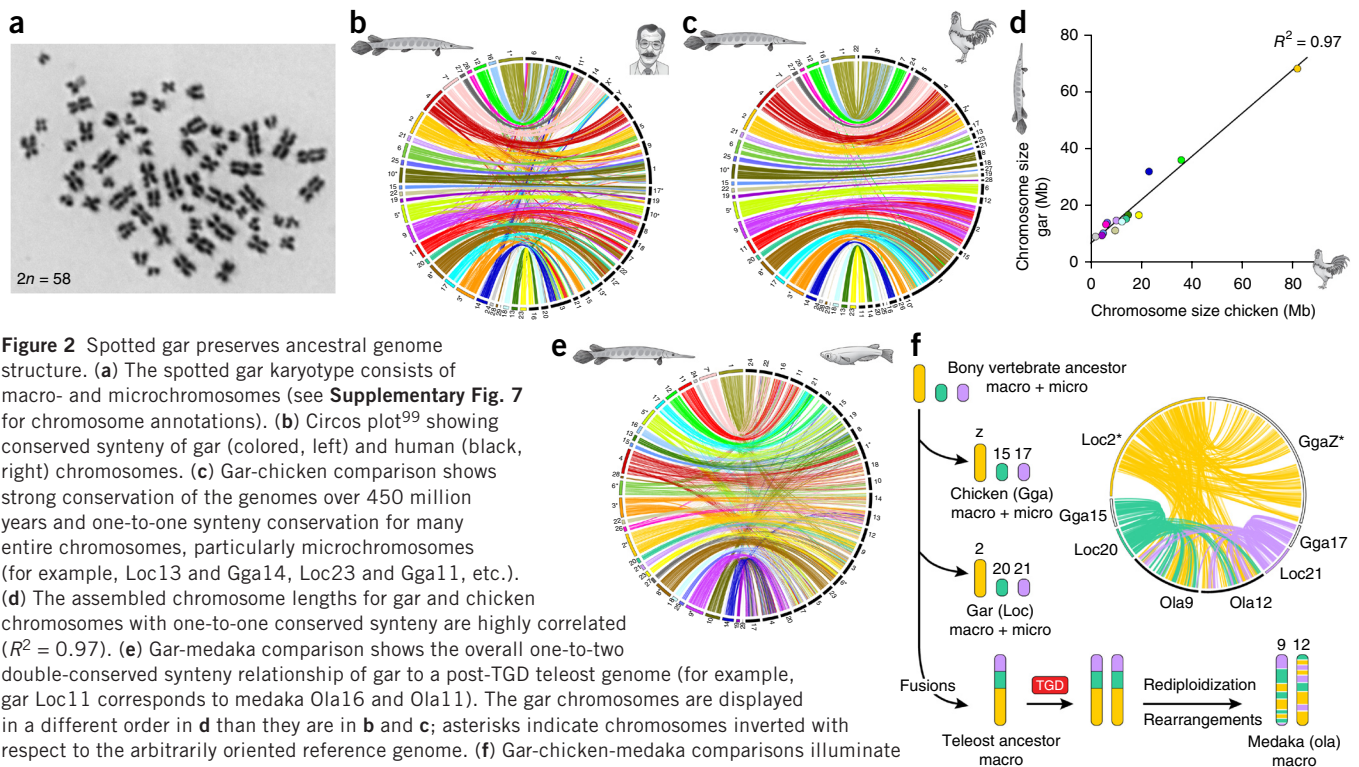 a
2n = 58
b
c
d
80
60
40
20
0
R² = 0.97
Chromosome size
gar (Mb)
0 20 40 60 80
Chromosome size chicken (Mb)
Figure 2 Spotted gar preserves ancestral genome
structure. (a) The spotted gar karyotype consists of
macro- and microchromosomes (see Supplementary Fig. 7
for chromosome annotations). (b) Circos plot⁹⁹ showing
conserved synteny of gar (colored, left) and human (black,
right) chromosomes. (c) Gar-chicken comparison shows
strong conservation of the genomes over 450 million
years and one-to-one synteny conservation for many
entire chromosomes, particularly microchromosomes
(for example, Loc13 and Gga14, Loc23 and Gga11, etc.).
(d) The assembled chromosome lengths for gar and chicken
chromosomes with one-to-one conserved synteny are highly correlated
(R² = 0.97). (e) Gar-medaka comparison shows the overall one-to-two
double-conserved synteny relationship of gar to a post-TGD teleost genome (for example,
gar Loc11 corresponds to medaka Ola16 and Ola11). The gar chromosomes are displayed
in a different order in d than they are in b and c; asterisks indicate chromosomes inverted with
respect to the arbitrarily oriented reference genome. (f) Gar-chicken-medaka comparisons illuminate
e
f
Bony vertebrate ancestor
macro + micro
Z 15 17
Chicken (Gga)
macro + micro
2 20 21
Gar (Loc)
macro + micro
Loc2*
GgaZ*
Gga15
Loc20
Gga17
Loc21
Ola9
Ola12
Fusions
TGD
Rediploidization
Rearrangements
9 12
Teleost ancestor
macro
Medaka (ola)
macro